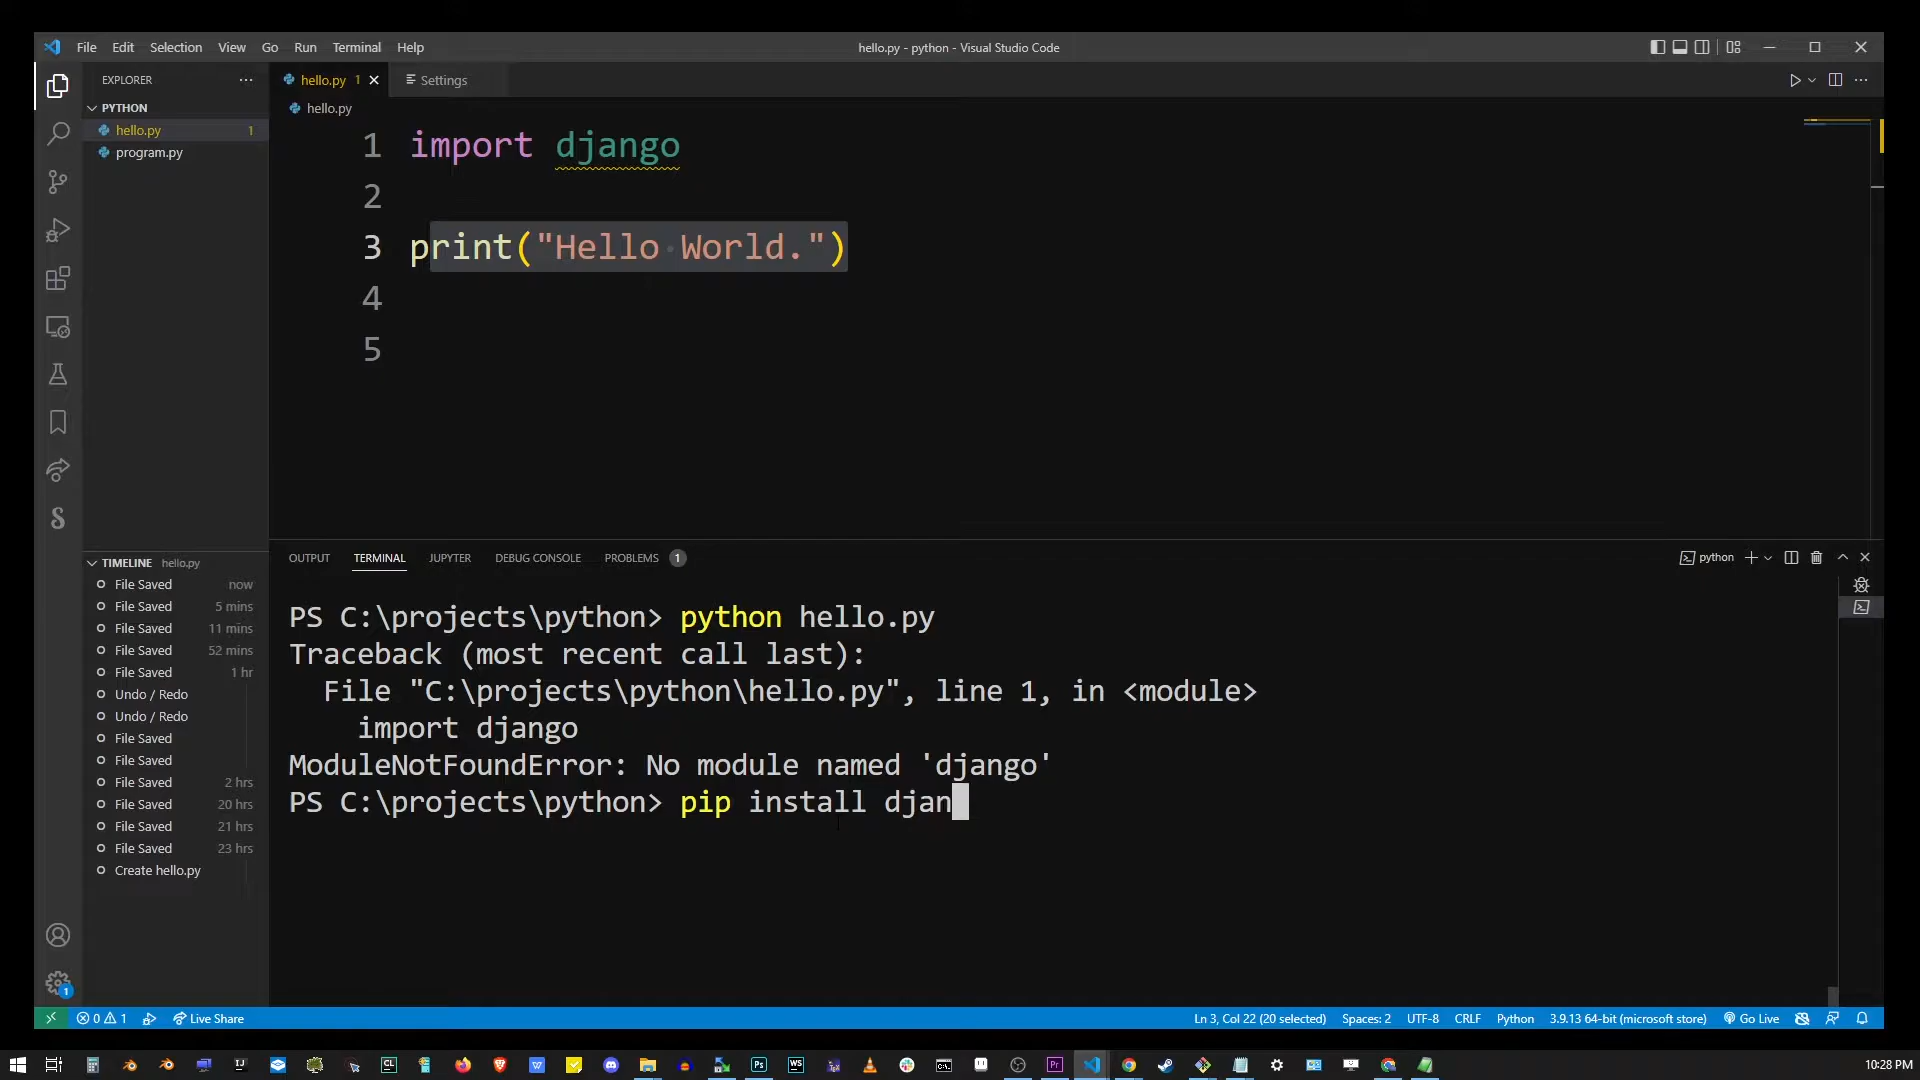 File Edit Selection View Go Run Terminal Help
hello.py - python - Visual Studio Code
EXPLORER
PYTHON
hello.py 1
program.py
hello.py 1
Settings
hello.py
1 import django
2
3 print("Hello World.")
4
5
TIMELINE hello.py
File Saved now
File Saved 5 mins
File Saved 11 mins
File Saved 52 mins
File Saved 1 hr
Undo / Redo
Undo / Redo
File Saved
File Saved
File Saved 2 hrs
File Saved 20 hrs
File Saved 21 hrs
File Saved 23 hrs
Create hello.py
OUTPUT TERMINAL JUPYTER DEBUG CONSOLE PROBLEMS 1
python
PS C:\projects\python> python hello.py
Traceback (most recent call last):
File "C:\projects\python\hello.py", line 1, in <module>
import django
ModuleNotFoundError: No module named 'django'
PS C:\projects\python> pip install djan
1
0 1 Live Share
Ln 3, Col 22 (20 selected) Spaces: 2 UTF-8 CRLF Python 3.9.13 64-bit (microsoft store) Go Live
10:28 PM